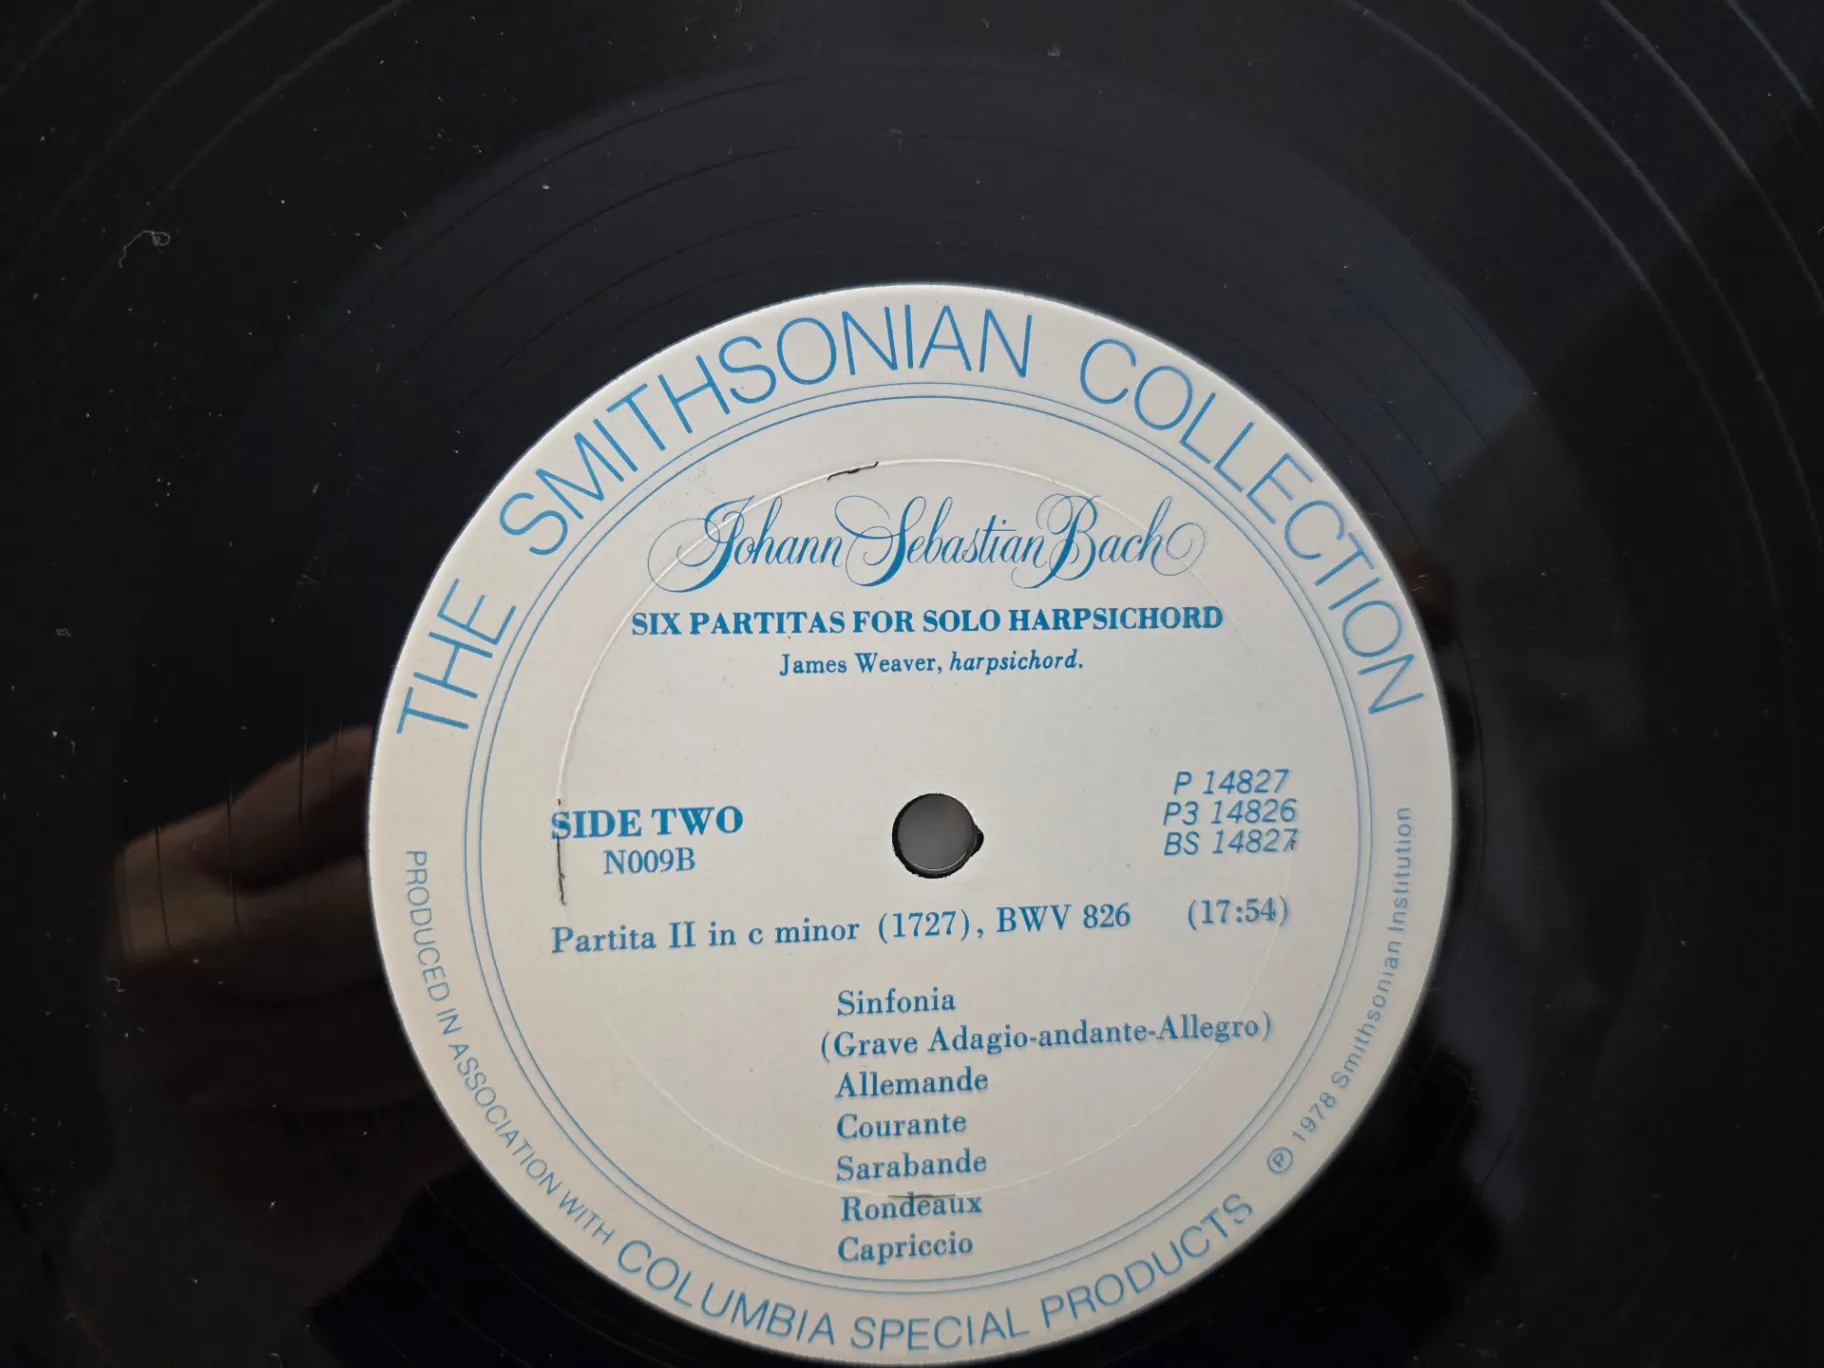 THE SMITHSONIAN COLLECTION
Johann Sebastian Bach
SIX PARTITAS FOR SOLO HARPSICHORD
James Weaver, harpsichord.
P 14827
P3 14826
BS 14827
SIDE TWO
N009B
Partita II in c minor (1727), BWV 826 (17:54)
Sinfonia
(Grave Adagio-andante-Allegro)
Allemande
Courante
Sarabande
Rondeaux
Capriccio
PRODUCED IN ASSOCIATION WITH COLUMBIA SPECIAL PRODUCTS ℗ 1978 Smithsonian Institution